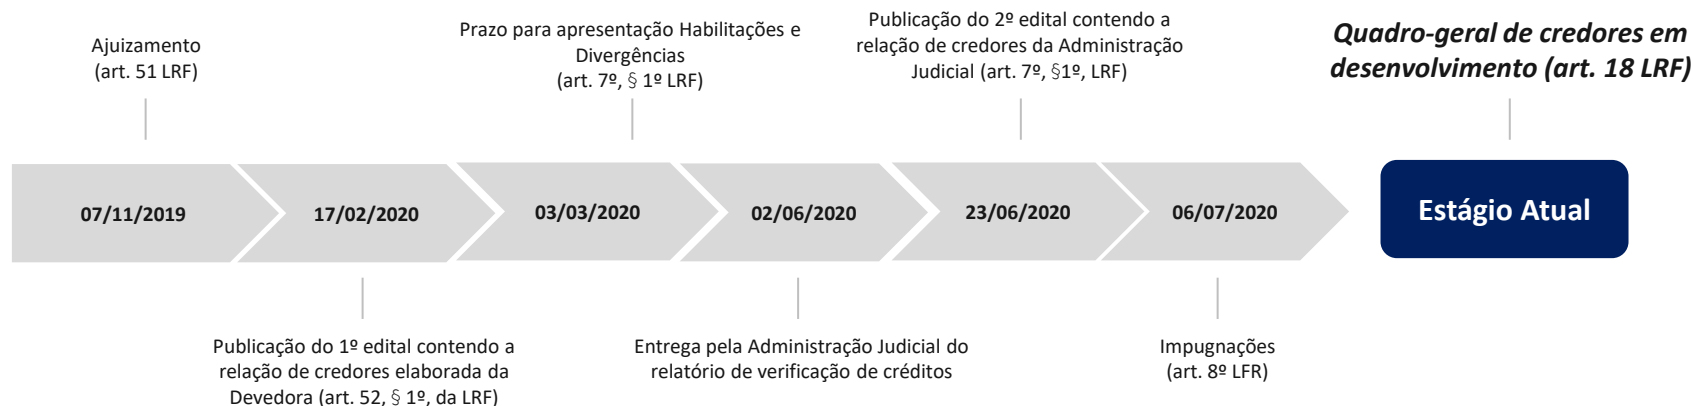 Ajuizamento
(art. 51 LRF)
Prazo para apresentação Habilitações e
Divergências
(art. 7º, § 1º LRF)
Publicação do 2º edital contendo a
relação de credores da Administração
Judicial (art. 7º, §1º, LRF)
Quadro-geral de credores em
desenvolvimento (art. 18 LRF)
07/11/2019
17/02/2020
03/03/2020
02/06/2020
23/06/2020
06/07/2020
Estágio Atual
Publicação do 1º edital contendo a
relação de credores elaborada da
Devedora (art. 52, § 1º, da LRF)
Entrega pela Administração Judicial do
relatório de verificação de créditos
Impugnações
(art. 8º LFR)